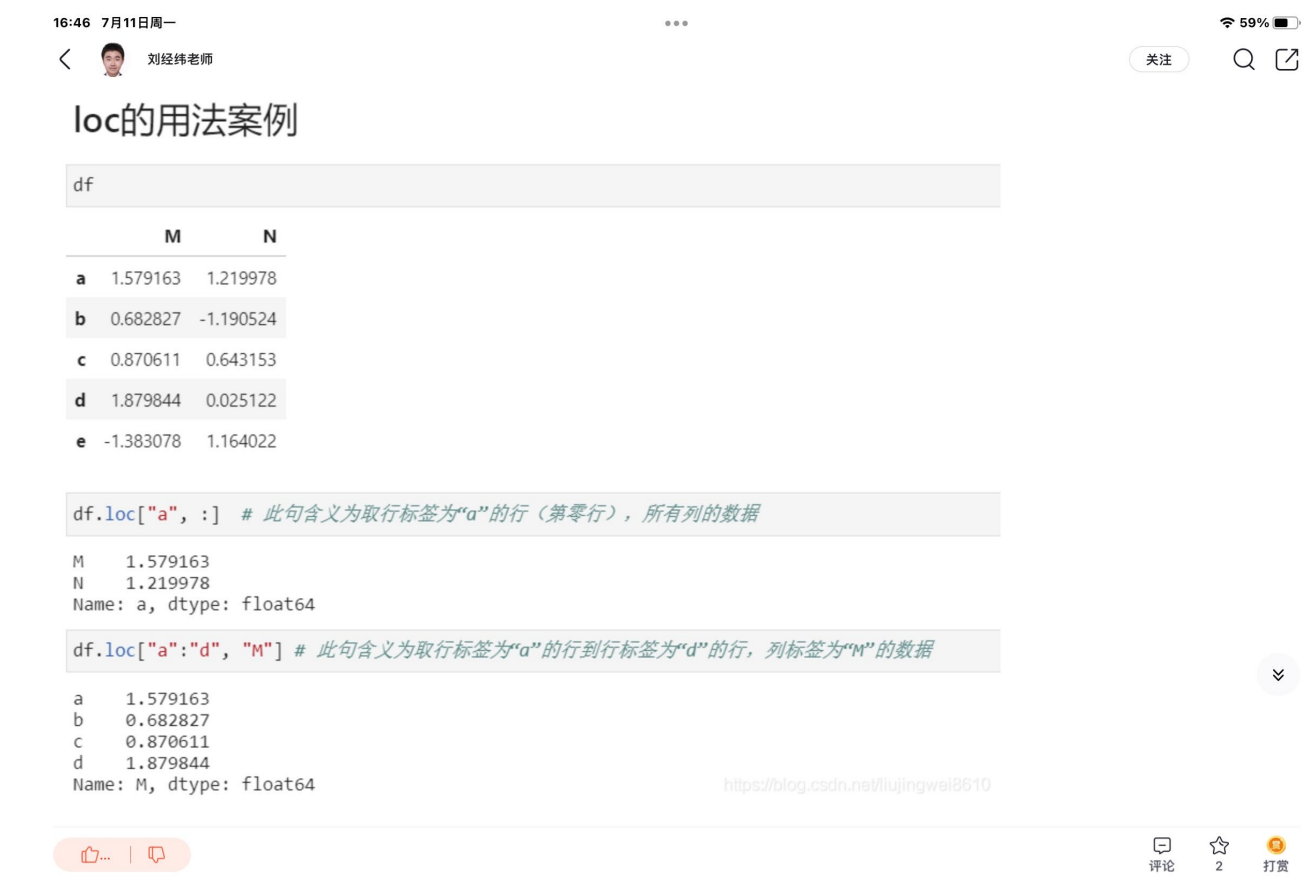 16:46 7月11日周一
59%
刘经纬老师
关注
loc的用法案例
df
M N
a 1.579163 1.219978
b 0.682827 -1.190524
c 0.870611 0.643153
d 1.879844 0.025122
e -1.383078 1.164022
df.loc["a", :] # 此句含义为取行标签为“a”的行（第零行），所有列的数据
M 1.579163
N 1.219978
Name: a, dtype: float64
df.loc["a":"d", "M"] # 此句含义为取行标签为“a”的行到行标签为“d”的行，列标签为“M”的数据
a 1.579163
b 0.682827
c 0.870611
d 1.879844
Name: M, dtype: float64
https://blog.csdn.net/liujingwei8610
...
赏
评论 2 打赏